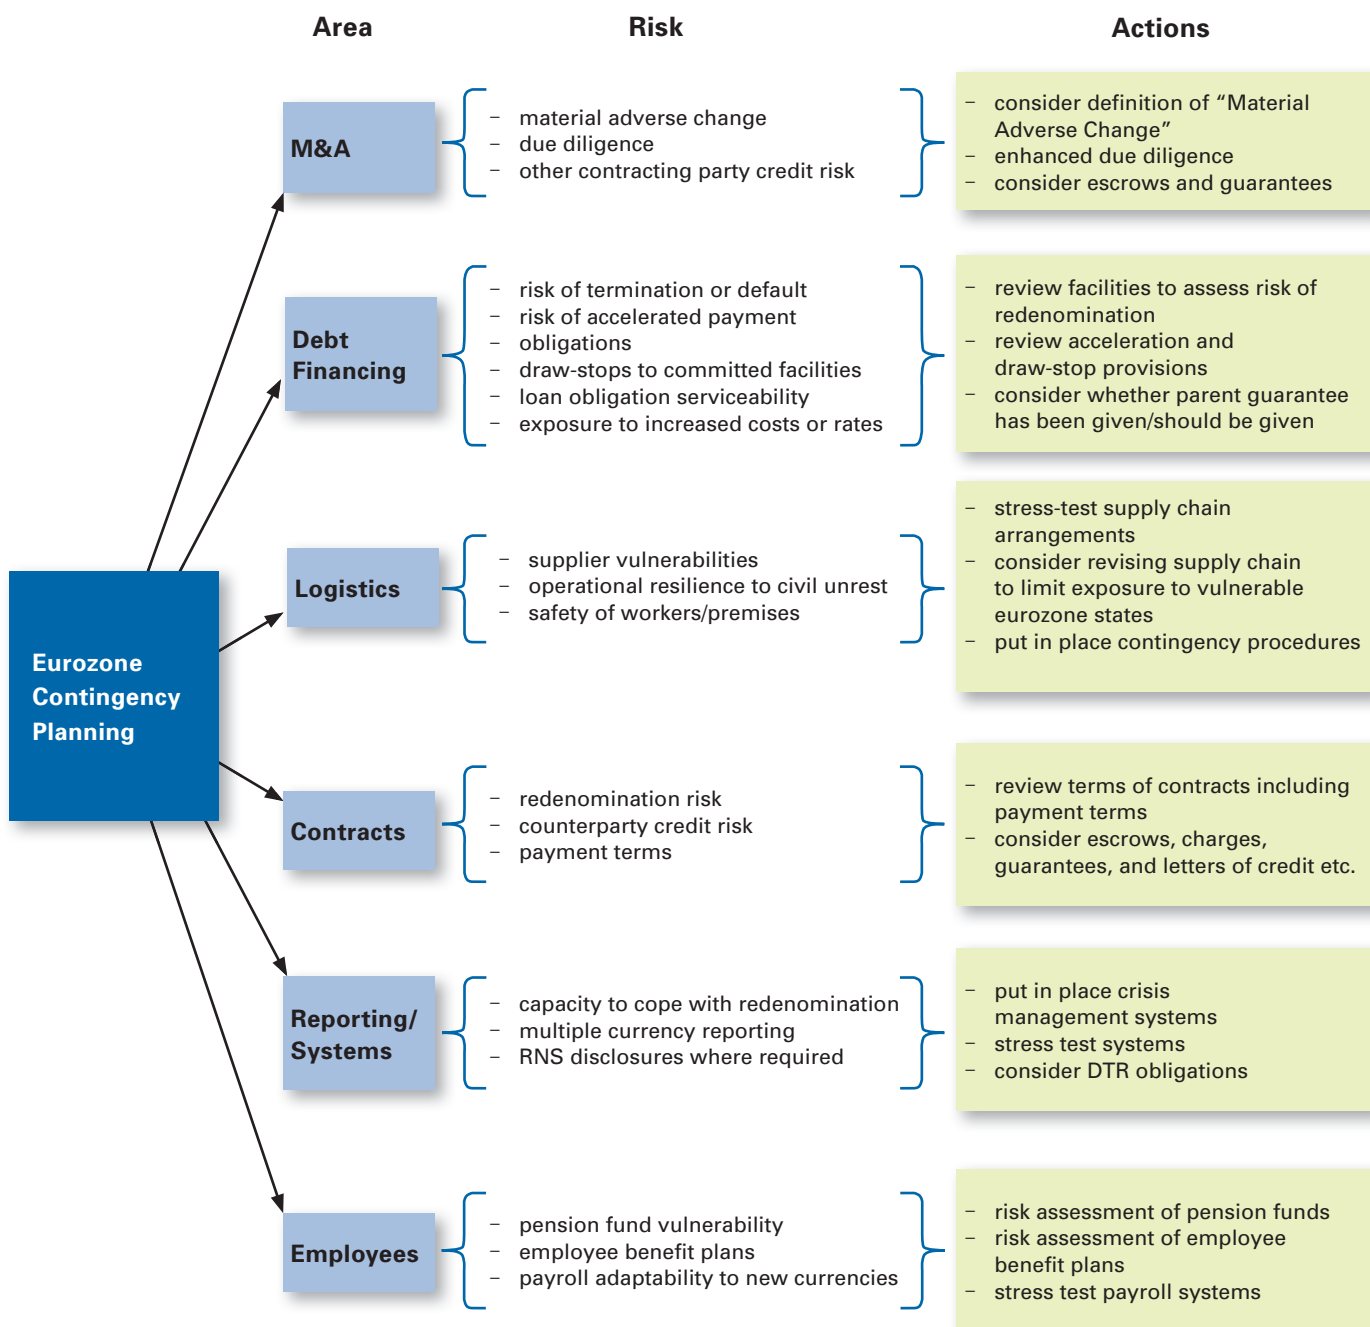 Area
Risk
Actions
Eurozone
Contingency
Planning
M&A
- material adverse change
- due diligence
- other contracting party credit risk
- consider definition of “Material
Adverse Change”
- enhanced due diligence
- consider escrows and guarantees
Debt
Financing
- risk of termination or default
- risk of accelerated payment
- obligations
- draw-stops to committed facilities
- loan obligation serviceability
- exposure to increased costs or rates
- review facilities to assess risk of
redenomination
- review acceleration and
draw-stop provisions
- consider whether parent guarantee
has been given/should be given
Logistics
- supplier vulnerabilities
- operational resilience to civil unrest
- safety of workers/premises
- stress-test supply chain
arrangements
- consider revising supply chain
to limit exposure to vulnerable
eurozone states
- put in place contingency procedures
Contracts
- redenomination risk
- counterparty credit risk
- payment terms
- review terms of contracts including
payment terms
- consider escrows, charges,
guarantees, and letters of credit etc.
Reporting/
Systems
- capacity to cope with redenomination
- multiple currency reporting
- RNS disclosures where required
- put in place crisis
management systems
- stress test systems
- consider DTR obligations
Employees
- pension fund vulnerability
- employee benefit plans
- payroll adaptability to new currencies
- risk assessment of pension funds
- risk assessment of employee
benefit plans
- stress test payroll systems